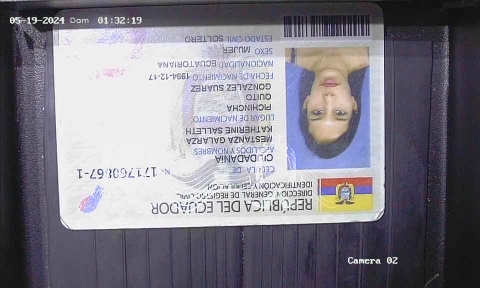 05-19-2024 Dom 01:32:19
REPÚBLICA DEL ECUADOR
DIRECCIÓN GENERAL DE REGISTRO CIVIL
IDENTIFICACIÓN Y CEDULACIÓN
CÉDULA DE
CIUDADANÍA
N. 171760867-1
APELLIDOS Y NOMBRES
MESTANZA GALARZA
KATHERINE SALLETH
LUGAR DE NACIMIENTO
PICHINCHA
QUITO
GONZALEZ SUAREZ
FECHA DE NACIMIENTO 1994-12-17
NACIONALIDAD ECUATORIANA
SEXO MUJER
ESTADO CIVIL SOLTERO
Camera 02